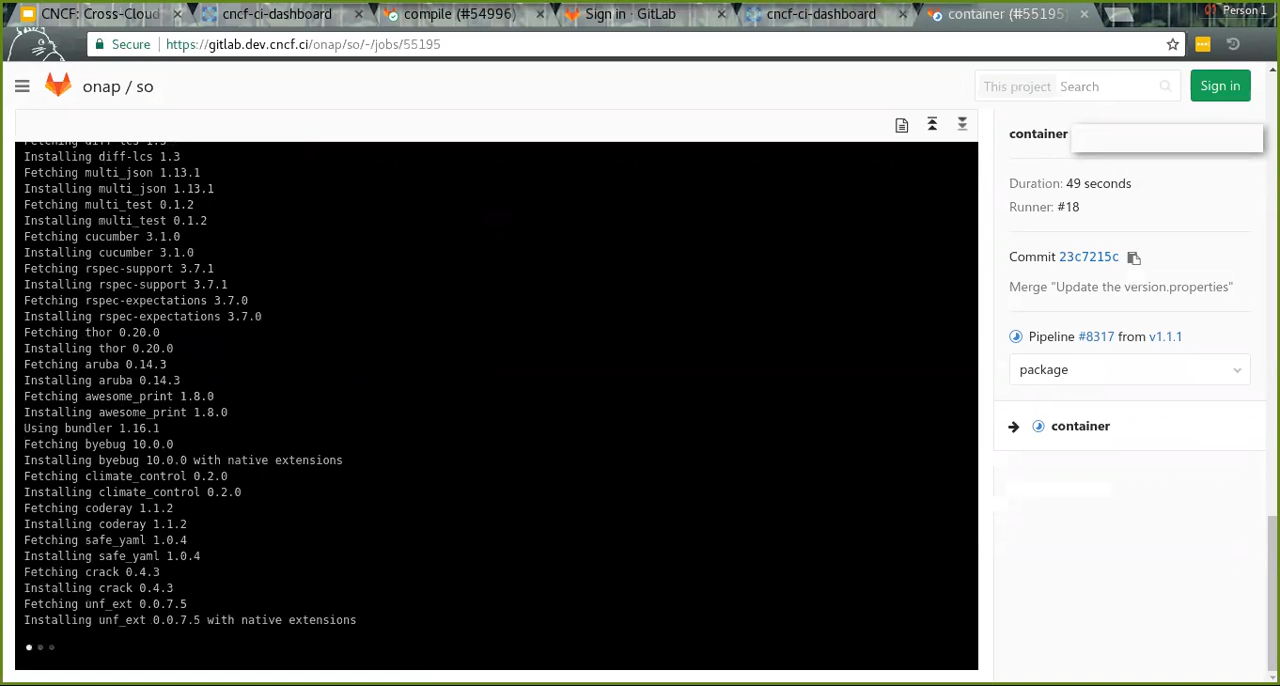 CNCF: Cross-Cloud
cncf-ci-dashboard
compile (#54996)
Sign in · GitLab
cncf-ci-dashboard
container (#55195)
Person 1
Secure
https://gitlab.dev.cncf.ci/onap/so/-/jobs/55195
onap / so
This project
Search
Sign in
Fetching diff-lcs 1.3
Installing diff-lcs 1.3
Fetching multi_json 1.13.1
Installing multi_json 1.13.1
Fetching multi_test 0.1.2
Installing multi_test 0.1.2
Fetching cucumber 3.1.0
Installing cucumber 3.1.0
Fetching rspec-support 3.7.1
Installing rspec-support 3.7.1
Fetching rspec-expectations 3.7.0
Installing rspec-expectations 3.7.0
Fetching thor 0.20.0
Installing thor 0.20.0
Fetching aruba 0.14.3
Installing aruba 0.14.3
Fetching awesome_print 1.8.0
Installing awesome_print 1.8.0
Using bundler 1.16.1
Fetching byebug 10.0.0
Installing byebug 10.0.0 with native extensions
Fetching climate_control 0.2.0
Installing climate_control 0.2.0
Fetching coderay 1.1.2
Installing coderay 1.1.2
Fetching safe_yaml 1.0.4
Installing safe_yaml 1.0.4
Fetching crack 0.4.3
Installing crack 0.4.3
Fetching unf_ext 0.0.7.5
Installing unf_ext 0.0.7.5 with native extensions
container
Duration: 49 seconds
Runner: #18
Commit 23c7215c
Merge "Update the version.properties"
Pipeline #8317 from v1.1.1
package
container